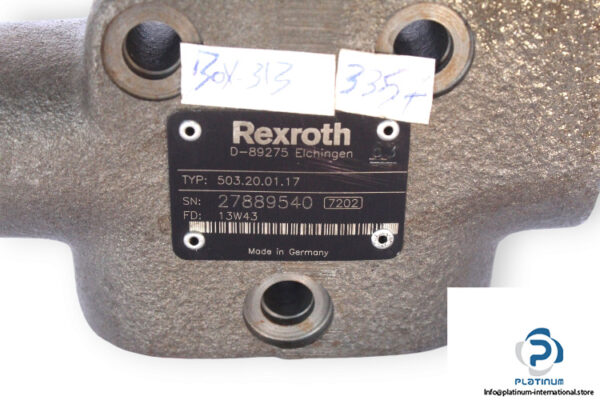 BOX-313
335
Rexroth
D-89275 Elchingen
TYP: 503.20.01.17
SN: 27889540 7202
FD: 13W43
Made in Germany
PLATINUM
Info@platinum-international.store